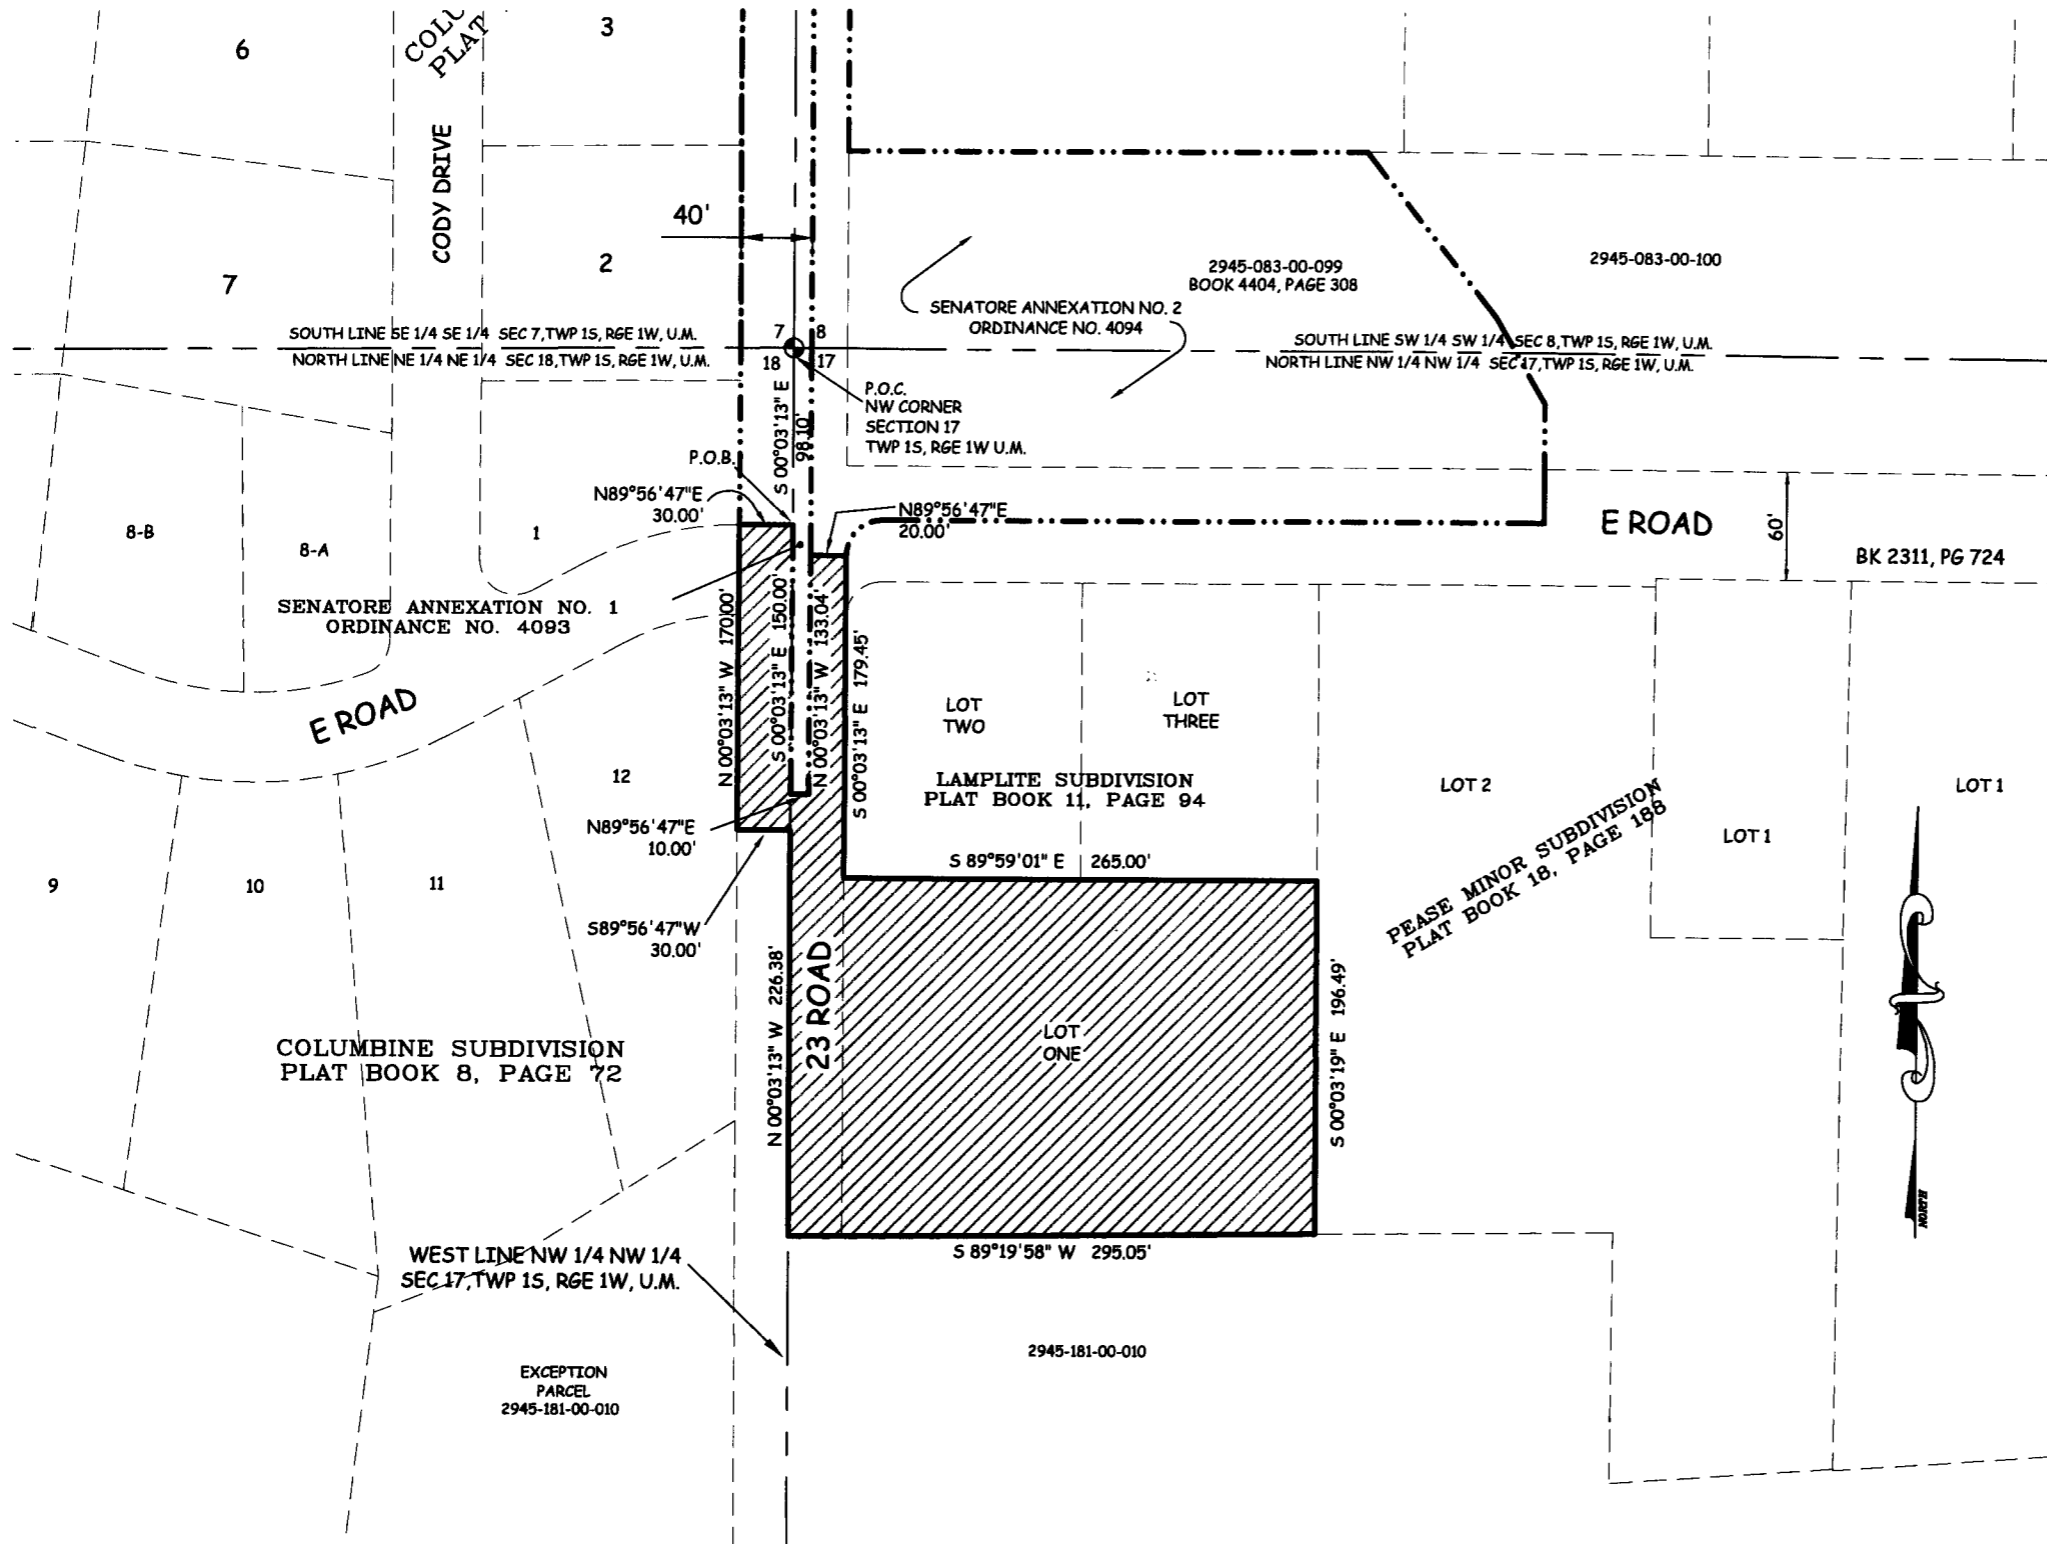 6
3
COLU
PLAT
CODY DRIVE
40'
7
2
2945-083-00-099
BOOK 4404, PAGE 308
2945-083-00-100
SENATORE ANNEXATION NO. 2
ORDINANCE NO. 4094
SOUTH LINE SE 1/4 SE 1/4 SEC 7, TWP 1S, RGE 1W, U.M.
NORTH LINE NE 1/4 NE 1/4 SEC 18, TWP 1S, RGE 1W, U.M.
7 8
18 17
SOUTH LINE SW 1/4 SW 1/4 SEC 8, TWP 1S, RGE 1W, U.M.
NORTH LINE NW 1/4 NW 1/4 SEC 17, TWP 1S, RGE 1W, U.M.
P.O.C.
NW CORNER
SECTION 17
TWP 1S, RGE 1W U.M.
S 00°03'13" E
98.10'
P.O.B.
N89°56'47"E
30.00'
N89°56'47"E
20.00'
E ROAD
60'
BK 2311, PG 724
8-B
8-A
1
SENATORE ANNEXATION NO. 1
ORDINANCE NO. 4093
N 00°03'13" W 170.00'
S 00°03'13" E 150.00'
N 00°03'13" W 133.04'
S 00°03'13" E 179.45'
E ROAD
LOT
TWO
LOT
THREE
12
LAMPLITE SUBDIVISION
PLAT BOOK 11, PAGE 94
LOT 2
LOT 1
LOT 1
PEASE MINOR SUBDIVISION
PLAT BOOK 18, PAGE 188
N89°56'47"E
10.00'
S 89°59'01" E 265.00'
9
10
11
S89°56'47"W
30.00'
N 00°03'13" W 226.38'
23 ROAD
LOT
ONE
S 00°03'19" E 196.49'
COLUMBINE SUBDIVISION
PLAT BOOK 8, PAGE 72
NORTH
S 89°19'58" W 295.05'
WEST LINE NW 1/4 NW 1/4
SEC 17, TWP 1S, RGE 1W, U.M.
EXCEPTION
PARCEL
2945-181-00-010
2945-181-00-010